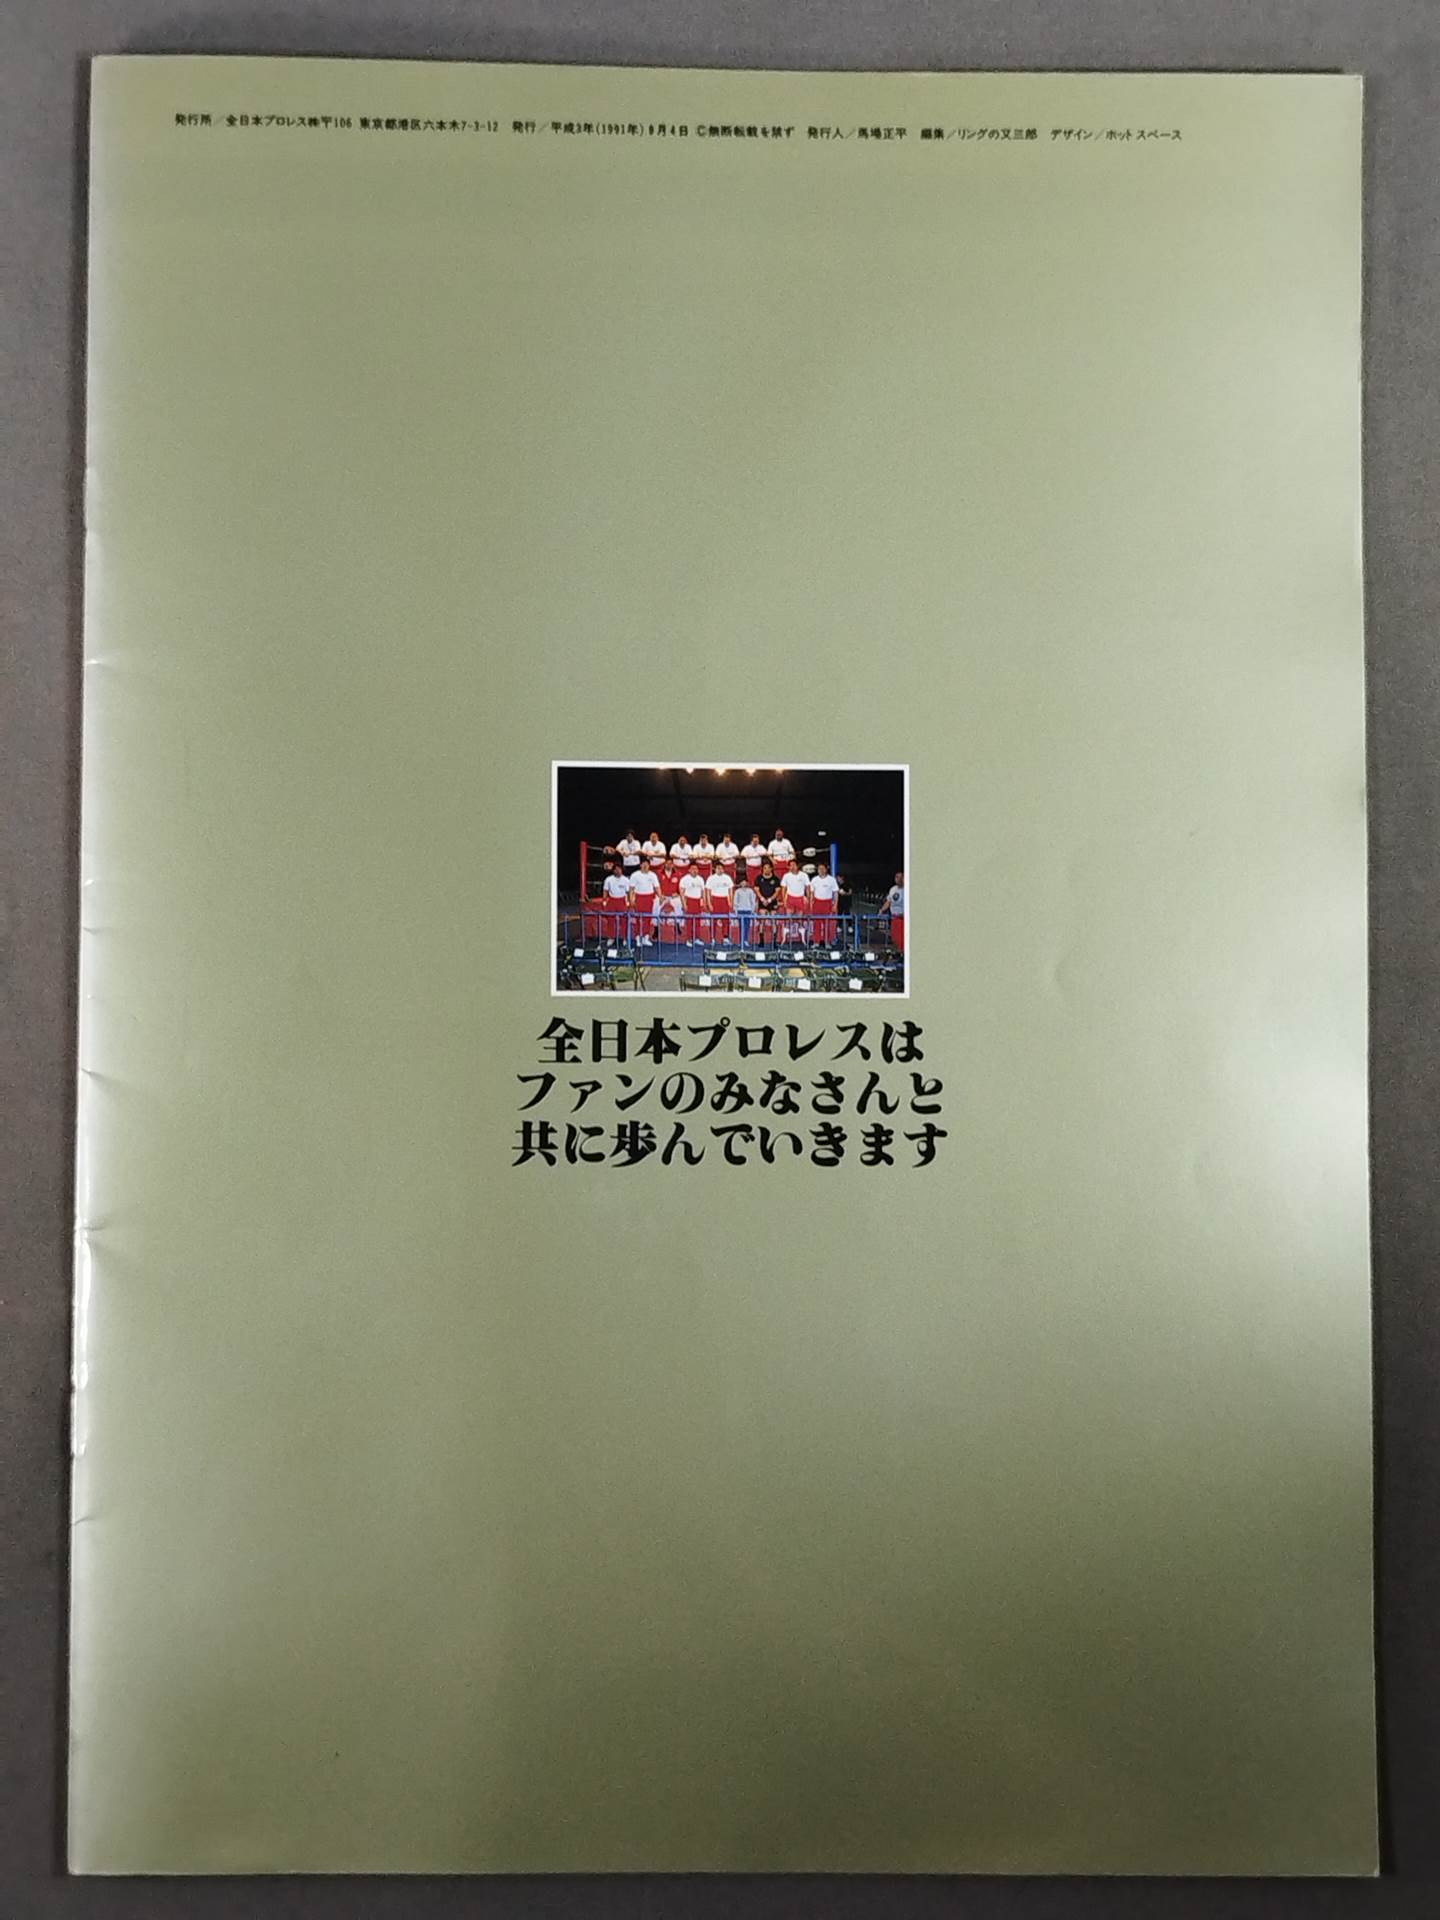 発行所／全日本プロレス㈱〒106 東京都港区六本木7-3-12 発行／平成3年(1991年)9月4日 Ⓒ無断転載を禁ず 発行人／馬場正平 編集／リングの又三郎 デザイン／ホットスペース
全日本プロレスは
ファンのみなさんと
共に歩んでいきます